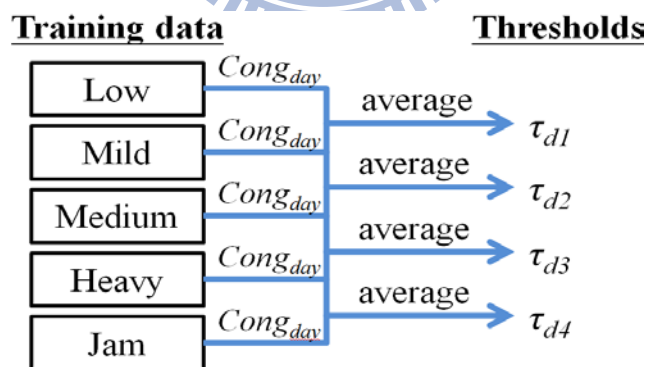 Training data
Thresholds
Low
Cong_day
average
τ_d1
Mild
Cong_day
average
τ_d2
Medium
Cong_day
average
τ_d3
Heavy
Cong_day
average
τ_d4
Jam
Cong_day